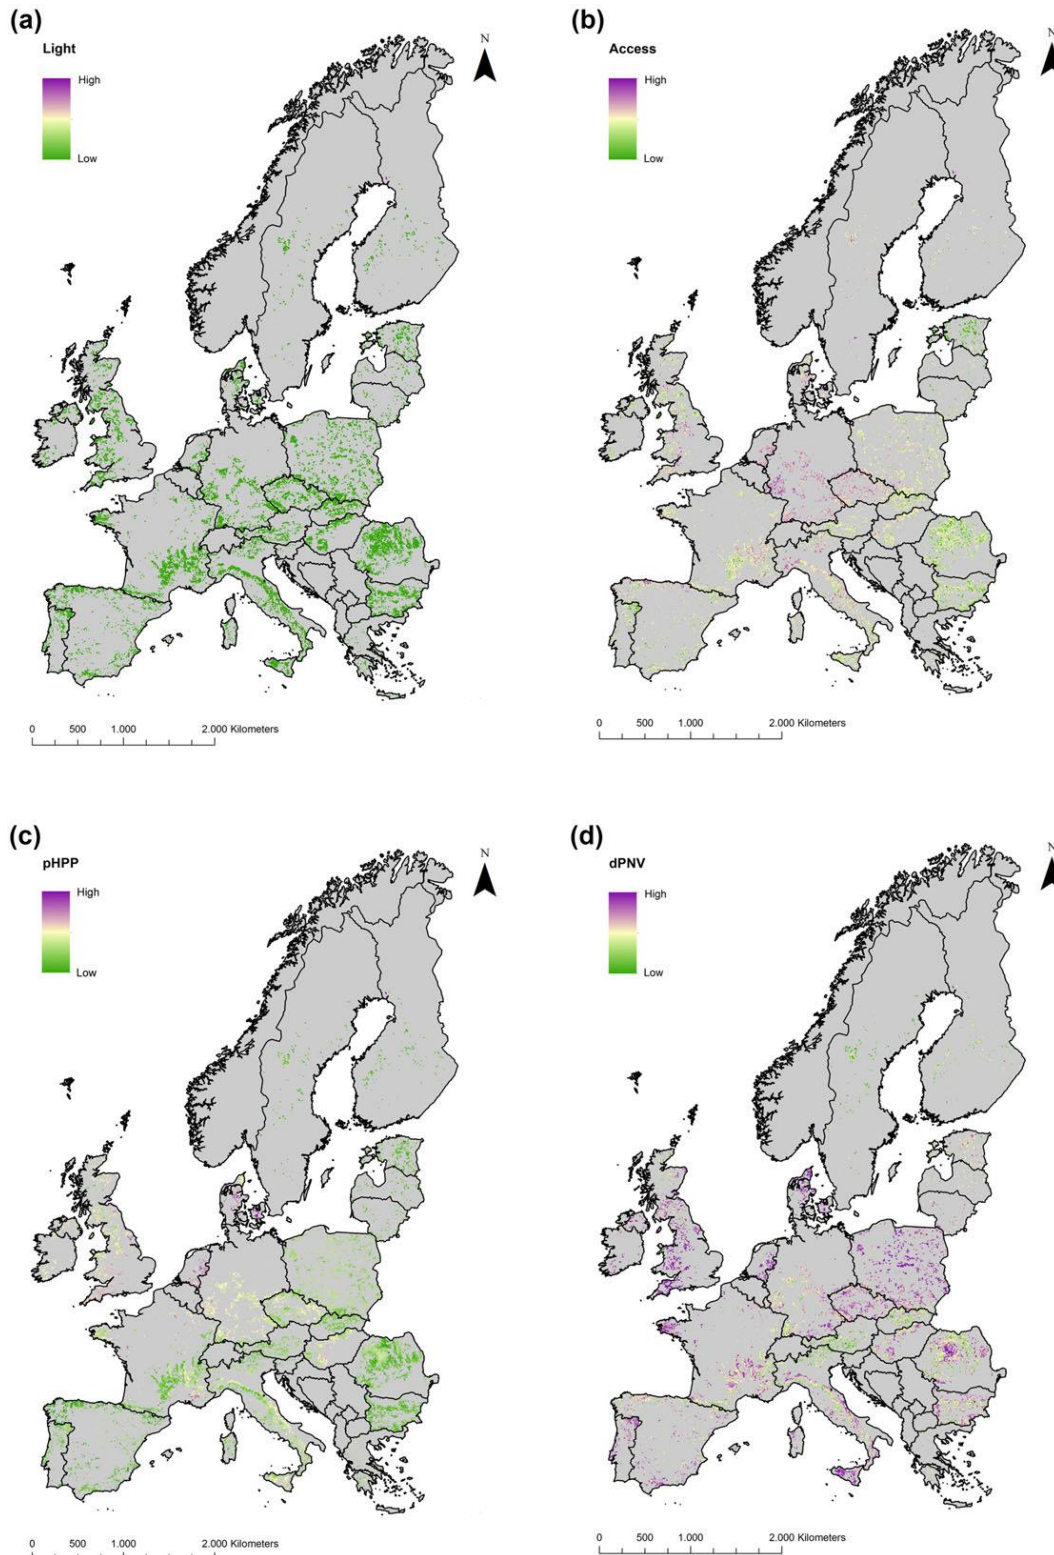 (a)
Light
High
Low
N
0 500 1.000 2.000 Kilometers
(b)
Access
High
Low
N
0 500 1.000 2.000 Kilometers
(c)
pHPP
High
Low
N
0 500 1.000 2.000 Kilometers
(d)
dPNV
High
Low
N
0 500 1.000 2.000 Kilometers